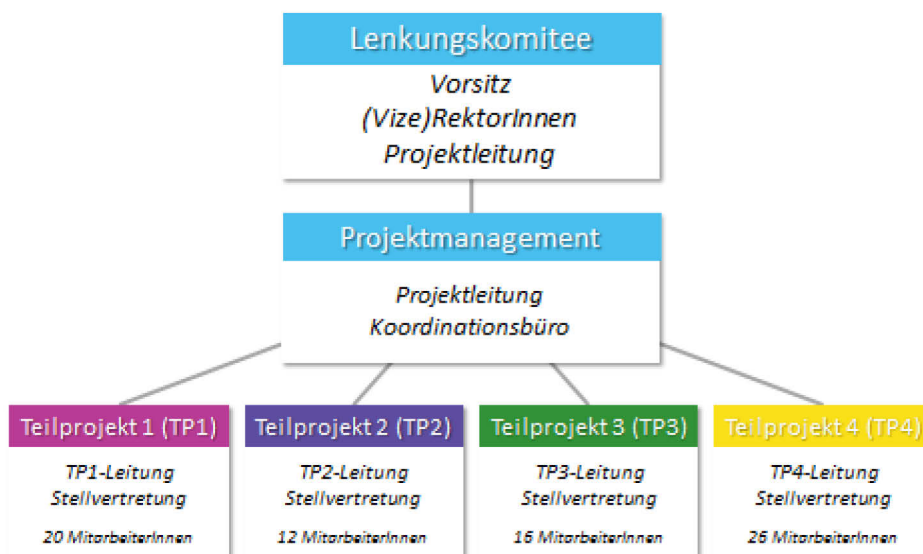 Lenkungskomitee
Vorsitz
(Vize)RektorInnen
Projektleitung
Projektmanagement
Projektleitung
Koordinationsbüro
Teilprojekt 1 (TP1)
TP1-Leitung
Stellvertretung
20 MitarbeiterInnen
Teilprojekt 2 (TP2)
TP2-Leitung
Stellvertretung
12 MitarbeiterInnen
Teilprojekt 3 (TP3)
TP3-Leitung
Stellvertretung
16 MitarbeiterInnen
Teilprojekt 4 (TP4)
TP4-Leitung
Stellvertretung
26 MitarbeiterInnen